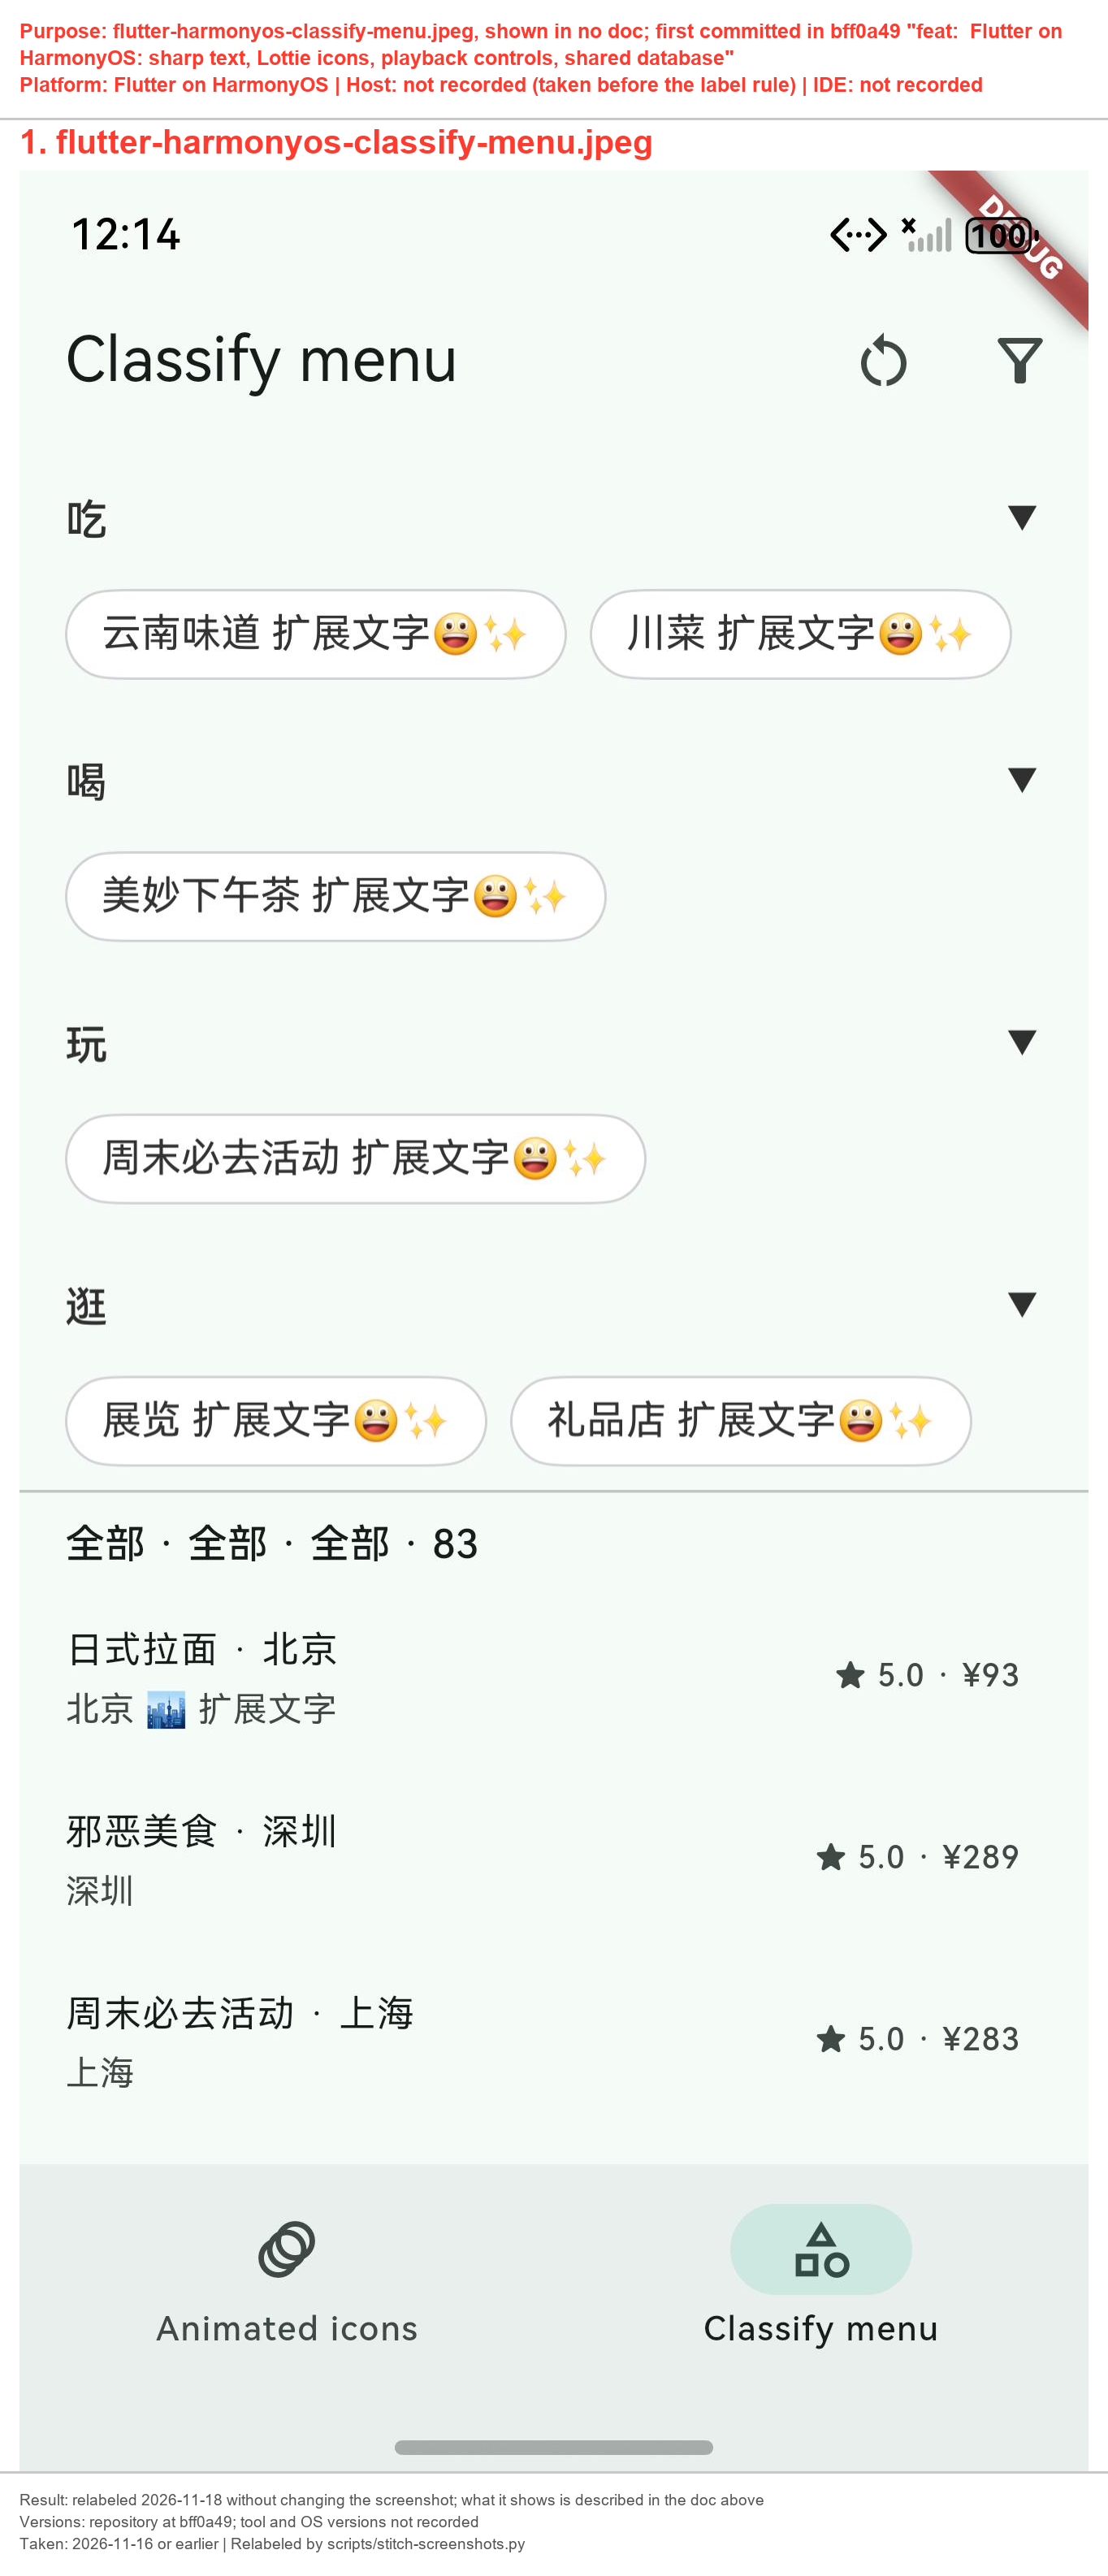 Purpose: flutter-harmonyos-classify-menu.jpeg, shown in no doc; first committed in bff0a49 "feat:  Flutter on
HarmonyOS: sharp text, Lottie icons, playback controls, shared database"
Platform: Flutter on HarmonyOS | Host: not recorded (taken before the label rule) | IDE: not recorded
1. flutter-harmonyos-classify-menu.jpeg
12:14 100
DEBUG
Classify menu
吃 ▼
云南味道 扩展文字😀✨ 川菜 扩展文字😀✨
喝 ▼
美妙下午茶 扩展文字😀✨
玩 ▼
周末必去活动 扩展文字😀✨
逛 ▼
展览 扩展文字😀✨ 礼品店 扩展文字😀✨
全部 · 全部 · 全部 · 83
日式拉面 · 北京
北京 🏙️ 扩展文字
★ 5.0 · ¥93
邪恶美食 · 深圳
深圳
★ 5.0 · ¥289
周末必去活动 · 上海
上海
★ 5.0 · ¥283
Animated icons
Classify menu
Result: relabeled 2026-11-18 without changing the screenshot; what it shows is described in the doc above
Versions: repository at bff0a49; tool and OS versions not recorded
Taken: 2026-11-16 or earlier | Relabeled by scripts/stitch-screenshots.py